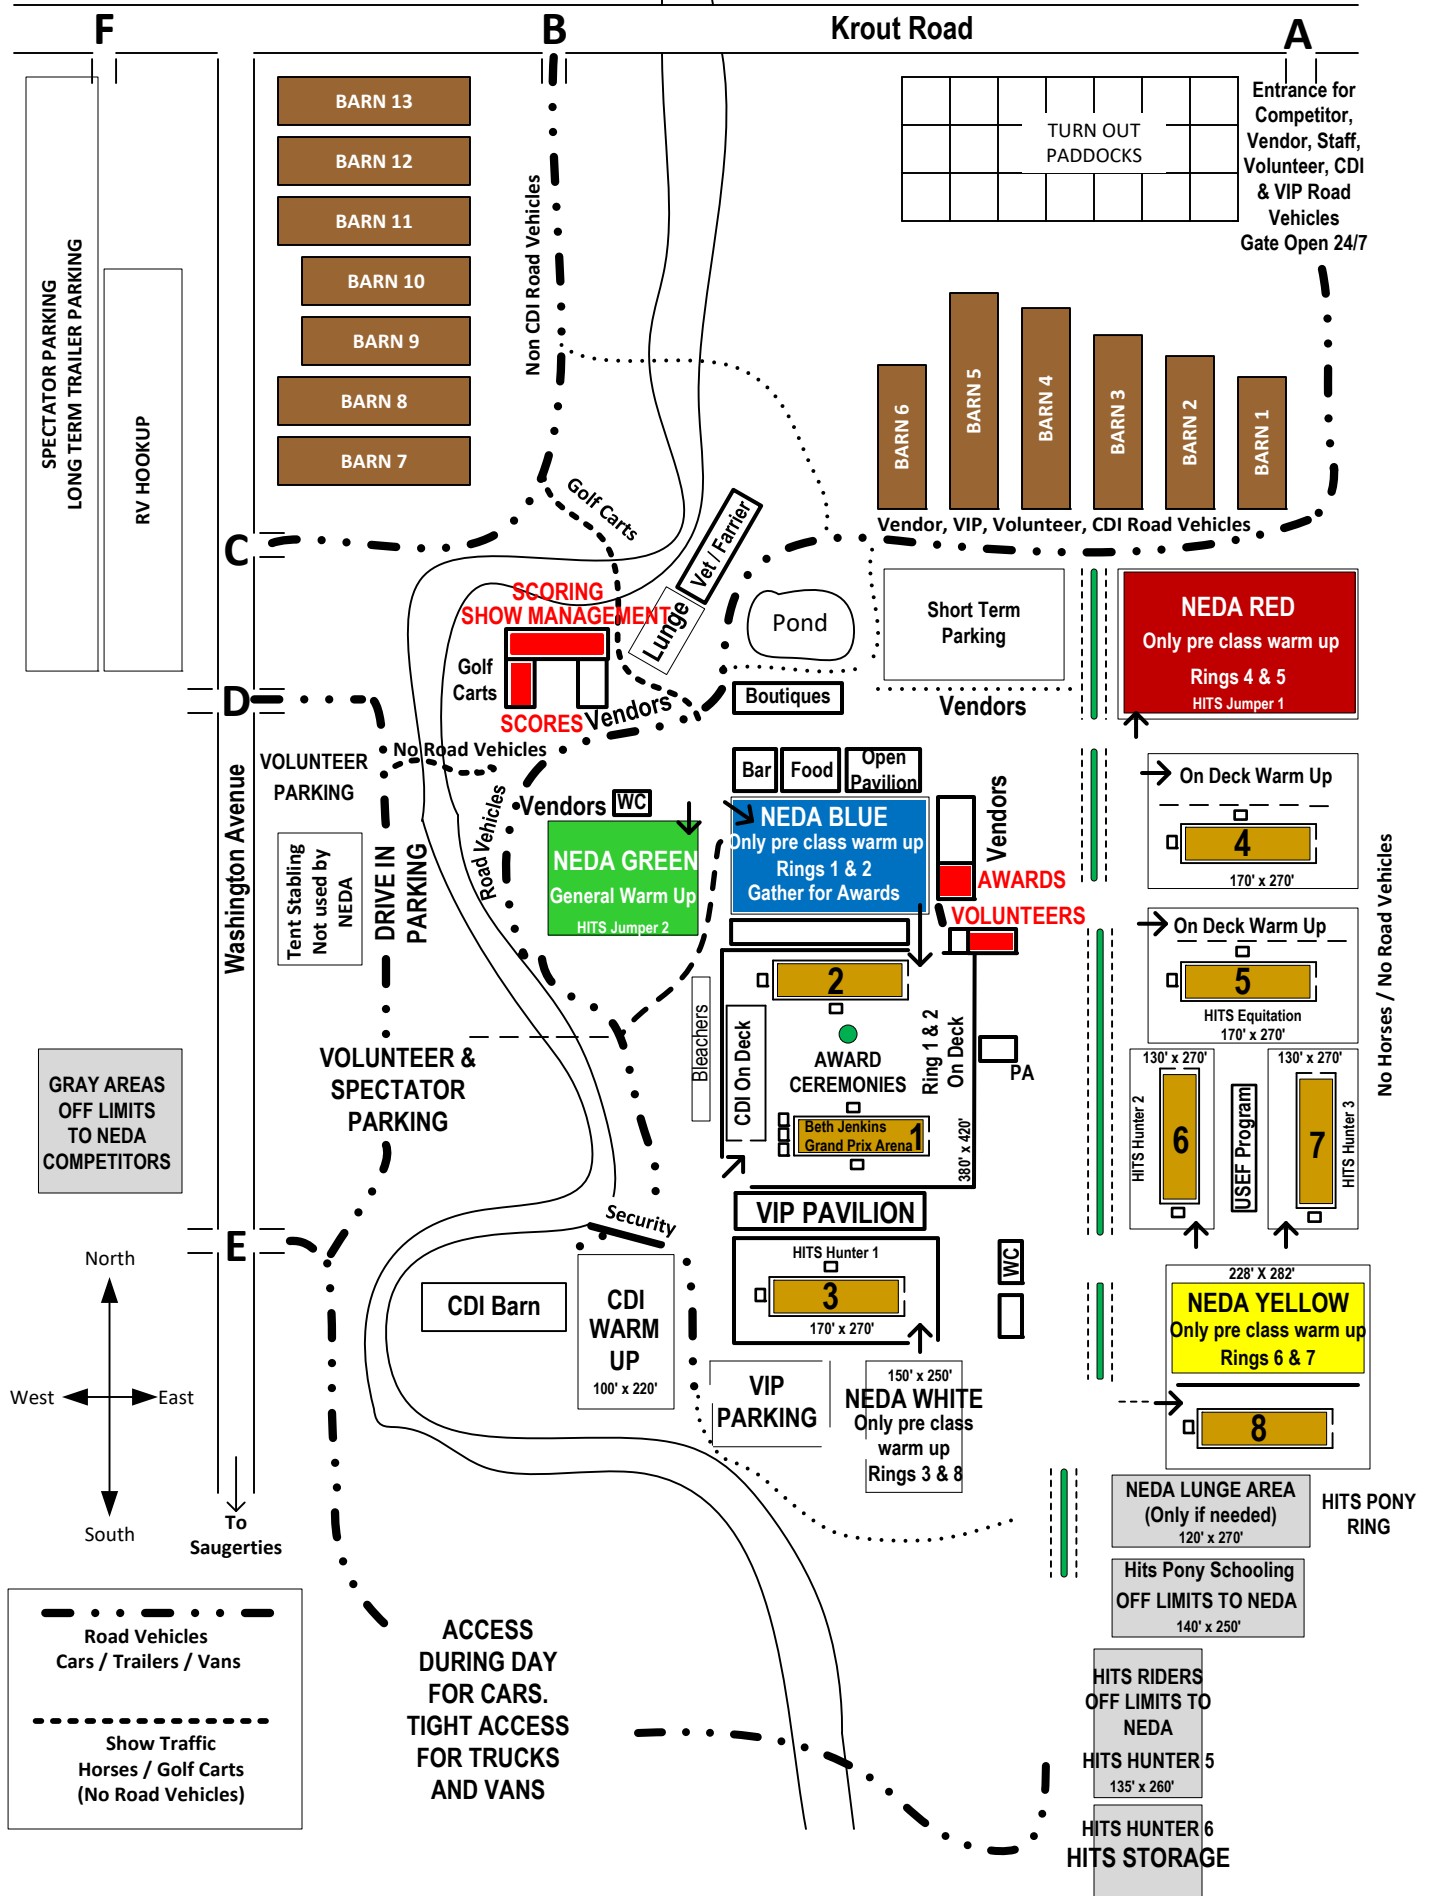 F
B
Krout Road
A
Entrance for
Competitor,
Vendor, Staff,
Volunteer, CDI
& VIP Road
Vehicles
Gate Open 24/7
TURN OUT
PADDOCKS
BARN 13
BARN 12
BARN 11
BARN 10
BARN 9
BARN 8
BARN 7
Non CDI Road Vehicles
SPECTATOR PARKING
LONG TERM TRAILER PARKING
RV HOOKUP
BARN 6
BARN 5
BARN 4
BARN 3
BARN 2
BARN 1
Vendor, VIP, Volunteer, CDI Road Vehicles
C
Golf Carts
Vet / Farrier
Lunge
SCORING
SHOW MANAGEMENT
Golf
Carts
SCORES
Vendors
Pond
Boutiques
Short Term
Parking
Vendors
NEDA RED
Only pre class warm up
Rings 4 & 5
HITS Jumper 1
D
No Road Vehicles
VOLUNTEER
PARKING
Washington Avenue
Tent Stabling
Not used by
NEDA
DRIVE IN
PARKING
Road Vehicles
Vendors
WC
NEDA GREEN
General Warm Up
HITS Jumper 2
Bar
Food
Open
Pavilion
NEDA BLUE
Only pre class warm up
Rings 1 & 2
Gather for Awards
Vendors
AWARDS
VOLUNTEERS
On Deck Warm Up
4
170' x 270'
On Deck Warm Up
5
HITS Equitation
170' x 270'
No Horses / No Road Vehicles
2
Bleachers
CDI On Deck
AWARD
CEREMONIES
Ring 1 & 2
On Deck
PA
Beth Jenkins
Grand Prix Arena
1
380' x 420'
VIP PAVILION
130' x 270'
HITS Hunter 2
6
USEF Program
130' x 270'
7
HITS Hunter 3
VOLUNTEER &
SPECTATOR
PARKING
GRAY AREAS
OFF LIMITS
TO NEDA
COMPETITORS
E
Security
HITS Hunter 1
3
170' x 270'
WC
228' X 282'
NEDA YELLOW
Only pre class warm up
Rings 6 & 7
8
CDI Barn
CDI
WARM
UP
100' x 220'
VIP
PARKING
150' x 250'
NEDA WHITE
Only pre class
warm up
Rings 3 & 8
North
West
East
South
To
Saugerties
NEDA LUNGE AREA
(Only if needed)
120' x 270'
HITS PONY
RING
Hits Pony Schooling
OFF LIMITS TO NEDA
140' x 250'
HITS RIDERS
OFF LIMITS TO
NEDA
HITS HUNTER 5
135' x 260'
HITS HUNTER 6
HITS STORAGE
ACCESS
DURING DAY
FOR CARS.
TIGHT ACCESS
FOR TRUCKS
AND VANS
Road Vehicles
Cars / Trailers / Vans
Show Traffic
Horses / Golf Carts
(No Road Vehicles)